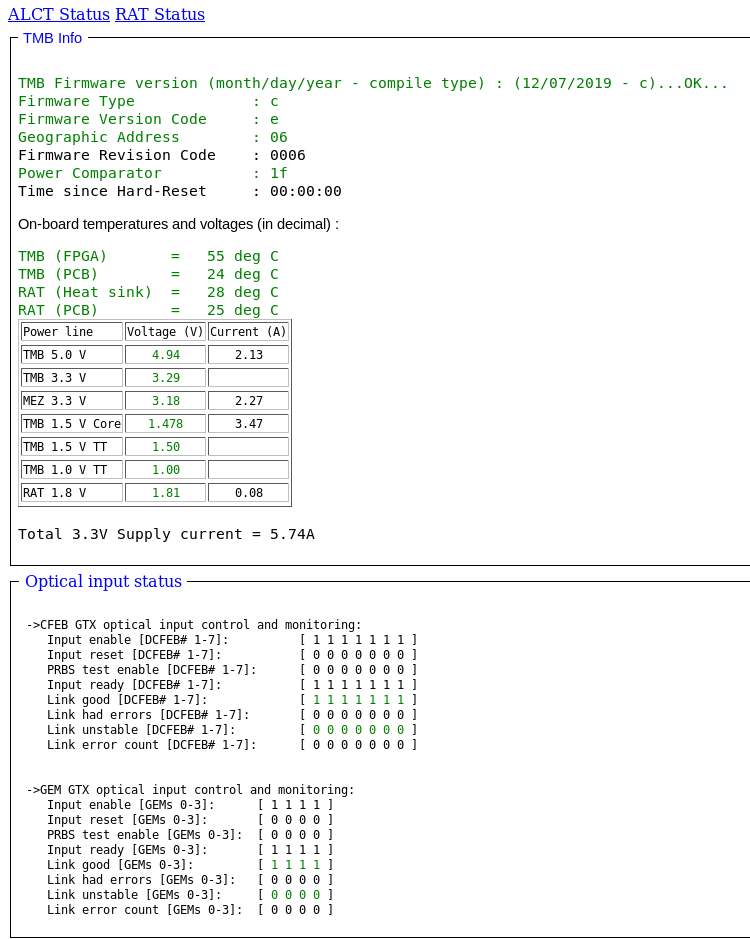 ALCT Status RAT Status
TMB Info
TMB Firmware version (month/day/year - compile type) : (12/07/2019 - c)...OK...
Firmware Type : c
Firmware Version Code : e
Geographic Address : 06
Firmware Revision Code : 0006
Power Comparator : 1f
Time since Hard-Reset : 00:00:00
On-board temperatures and voltages (in decimal) :
TMB (FPGA) = 55 deg C
TMB (PCB) = 24 deg C
RAT (Heat sink) = 28 deg C
RAT (PCB) = 25 deg C
Power line Voltage (V) Current (A)
TMB 5.0 V 4.94 2.13
TMB 3.3 V 3.29
MEZ 3.3 V 3.18 2.27
TMB 1.5 V Core 1.478 3.47
TMB 1.5 V TT 1.50
TMB 1.0 V TT 1.00
RAT 1.8 V 1.81 0.08
Total 3.3V Supply current = 5.74A
Optical input status
->CFEB GTX optical input control and monitoring:
Input enable [DCFEB# 1-7]: [ 1 1 1 1 1 1 1 ]
Input reset [DCFEB# 1-7]: [ 0 0 0 0 0 0 0 ]
PRBS test enable [DCFEB# 1-7]: [ 0 0 0 0 0 0 0 ]
Input ready [DCFEB# 1-7]: [ 1 1 1 1 1 1 1 ]
Link good [DCFEB# 1-7]: [ 1 1 1 1 1 1 1 ]
Link had errors [DCFEB# 1-7]: [ 0 0 0 0 0 0 0 ]
Link unstable [DCFEB# 1-7]: [ 0 0 0 0 0 0 0 ]
Link error count [DCFEB# 1-7]: [ 0 0 0 0 0 0 0 ]
->GEM GTX optical input control and monitoring:
Input enable [GEMs 0-3]: [ 1 1 1 1 ]
Input reset [GEMs 0-3]: [ 0 0 0 0 ]
PRBS test enable [GEMs 0-3]: [ 0 0 0 0 ]
Input ready [GEMs 0-3]: [ 1 1 1 1 ]
Link good [GEMs 0-3]: [ 1 1 1 1 ]
Link had errors [GEMs 0-3]: [ 0 0 0 0 ]
Link unstable [GEMs 0-3]: [ 0 0 0 0 ]
Link error count [GEMs 0-3]: [ 0 0 0 0 ]